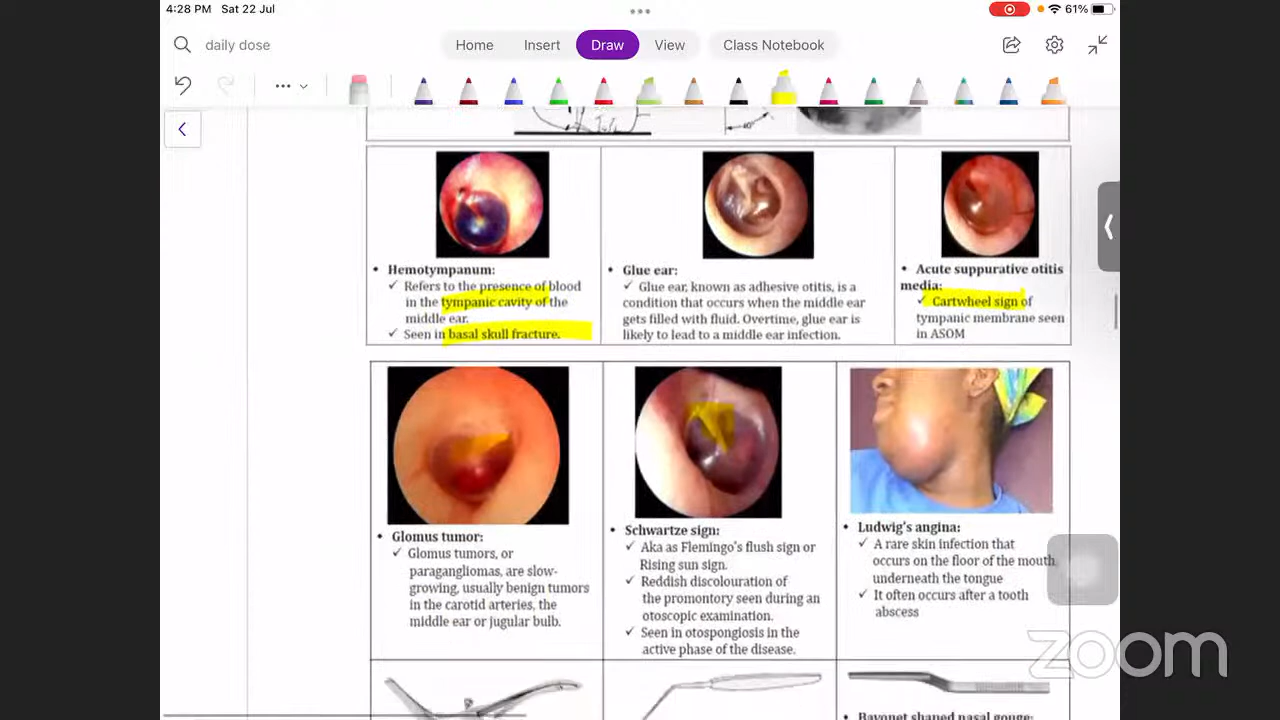 4:28 PM Sat 22 Jul
61%
daily dose
Home
Insert
Draw
View
Class Notebook
40°
• Hemotympanum:
✓ Refers to the presence of blood
in the tympanic cavity of the
middle ear.
✓ Seen in basal skull fracture.
• Glue ear:
✓ Glue ear, known as adhesive otitis, is a
condition that occurs when the middle ear
gets filled with fluid. Overtime, glue ear is
likely to lead to a middle ear infection.
• Acute suppurative otitis
media:
✓ Cartwheel sign of
tympanic membrane seen
in ASOM
• Glomus tumor:
✓ Glomus tumors, or
paragangliomas, are slow-
growing, usually benign tumors
in the carotid arteries, the
middle ear or jugular bulb.
• Schwartze sign:
✓ Aka as Flemingo's flush sign or
Rising sun sign.
✓ Reddish discolouration of
the promontory seen during an
otoscopic examination.
✓ Seen in otospongiosis in the
active phase of the disease.
• Ludwig's angina:
✓ A rare skin infection that
occurs on the floor of the mouth,
underneath the tongue
✓ It often occurs after a tooth
abscess
• Bayonet shaped nasal gouge:
zoom